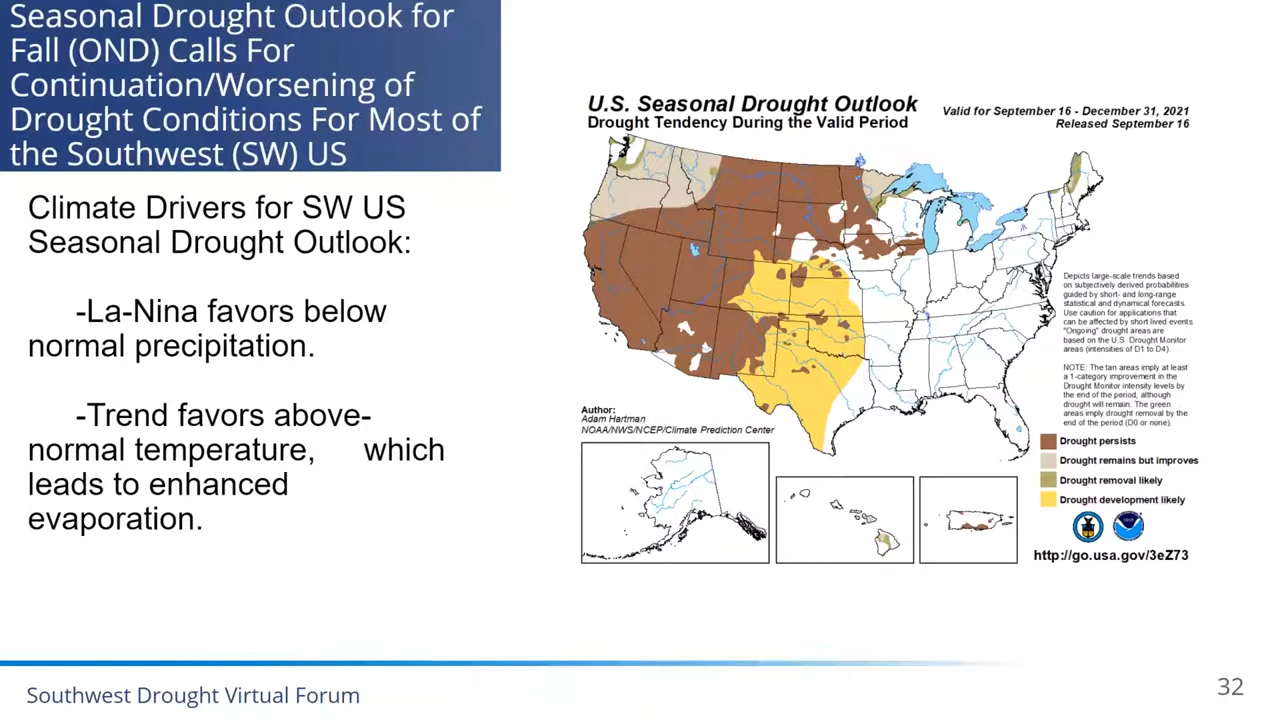 Seasonal Drought Outlook for
Fall (OND) Calls For
Continuation/Worsening of
Drought Conditions For Most of
the Southwest (SW) US
Climate Drivers for SW US
Seasonal Drought Outlook:
-La-Nina favors below
normal precipitation.
-Trend favors above-
normal temperature, which
leads to enhanced
evaporation.
U.S. Seasonal Drought Outlook
Drought Tendency During the Valid Period
Valid for September 16 - December 31, 2021
Released September 16
Depicts large-scale trends based
on subjectively derived probabilities
guided by short- and long-range
statistical and dynamical forecasts.
Use caution for applications that
can be affected by short lived events.
"Ongoing" drought areas are
based on the U.S. Drought Monitor
areas (intensities of D1 to D4).
NOTE: The tan areas imply at least
a 1-category improvement in the
Drought Monitor intensity levels by
the end of the period, although
drought will remain. The green
areas imply drought removal by the
end of the period (D0 or none).
Author:
Adam Hartman
NOAA/NWS/NCEP/Climate Prediction Center
Drought persists
Drought remains but improves
Drought removal likely
Drought development likely
http://go.usa.gov/3eZ73
Southwest Drought Virtual Forum
32